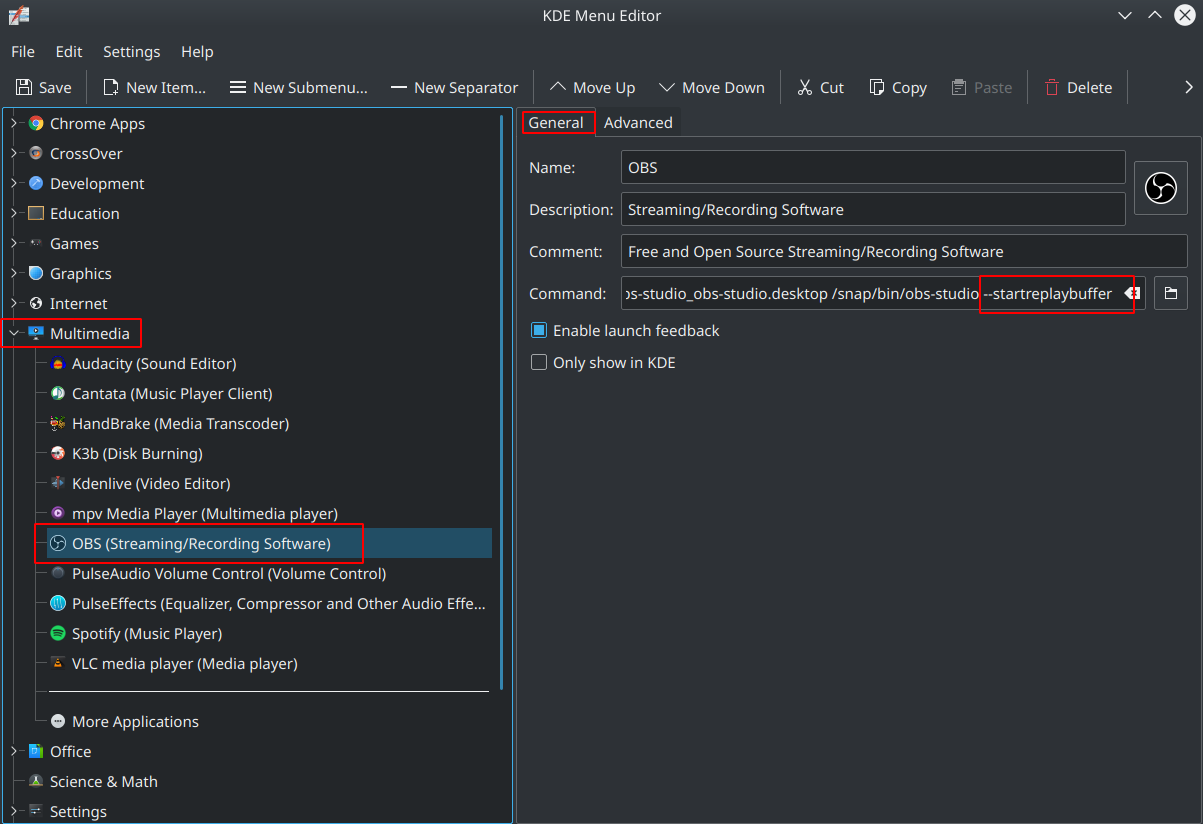 KDE Menu Editor
File Edit Settings Help
Save New Item... New Submenu... New Separator Move Up Move Down Cut Copy Paste Delete
Chrome Apps
CrossOver
Development
Education
Games
Graphics
Internet
Multimedia
Audacity (Sound Editor)
Cantata (Music Player Client)
HandBrake (Media Transcoder)
K3b (Disk Burning)
Kdenlive (Video Editor)
mpv Media Player (Multimedia player)
OBS (Streaming/Recording Software)
PulseAudio Volume Control (Volume Control)
PulseEffects (Equalizer, Compressor and Other Audio Effe...
Spotify (Music Player)
VLC media player (Media player)
More Applications
Office
Science & Math
Settings
General Advanced
Name: OBS
Description: Streaming/Recording Software
Comment: Free and Open Source Streaming/Recording Software
Command: os-studio_obs-studio.desktop /snap/bin/obs-studio --startreplaybuffer
Enable launch feedback
Only show in KDE